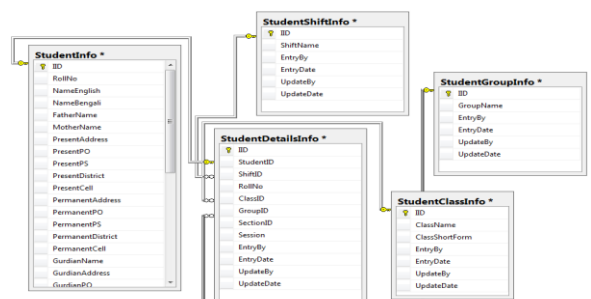 StudentInfo *
IID
RollNo
NameEnglish
NameBengali
FatherName
MotherName
PresentAddress
PresentPO
PresentPS
PresentDistrict
PresentCell
PermanentAddress
PermanentPO
PermanentPS
PermanentDistrict
PermanentCell
GurdianName
GurdianAddress
GurdianPO
StudentShiftInfo *
IID
ShiftName
EntryBy
EntryDate
UpdateBy
UpdateDate
StudentDetailsInfo *
IID
StudentID
ShiftID
RollNo
ClassID
GroupID
SectionID
Session
EntryBy
EntryDate
UpdateBy
UpdateDate
StudentGroupInfo *
IID
GroupName
EntryBy
EntryDate
UpdateBy
UpdateDate
StudentClassInfo *
IID
ClassName
ClassShortForm
EntryBy
EntryDate
UpdateBy
UpdateDate